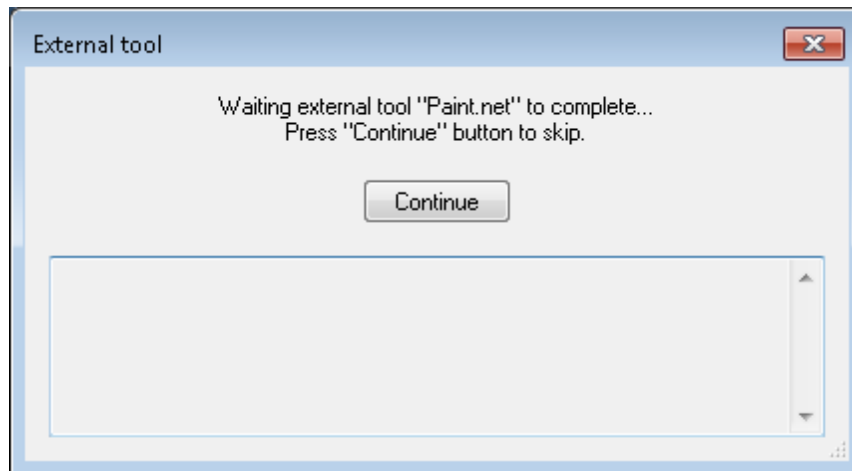 External tool
Waiting external tool "Paint.net" to complete...
Press "Continue" button to skip.
Continue